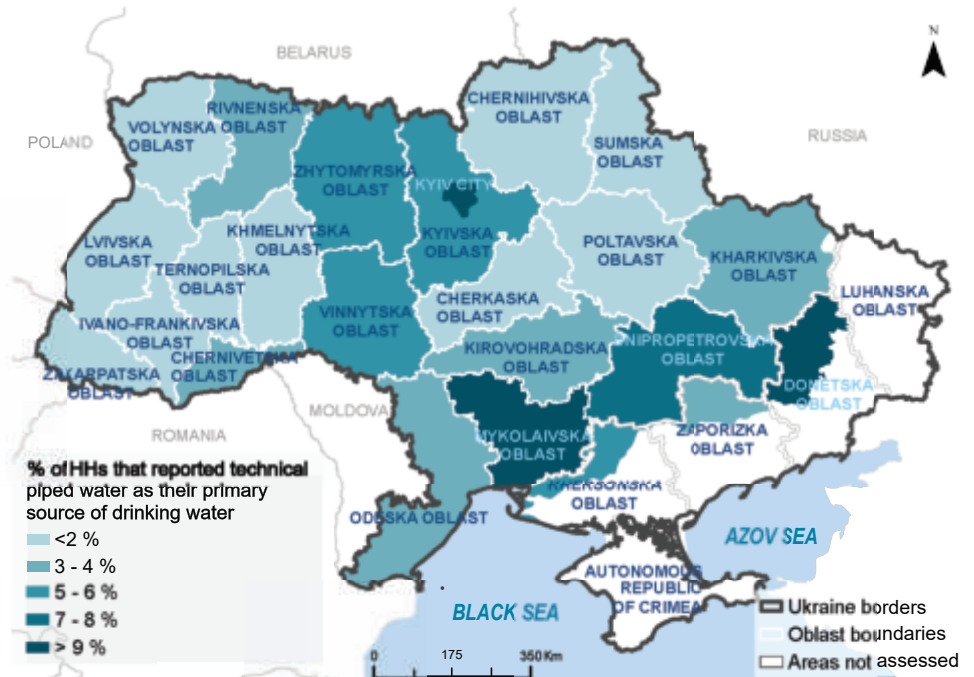 N
BELARUS
CHERNIHIVSKA
OBLAST
RIVNENSKA
OBLAST
VOLYNSKA
OBLAST
POLAND
RUSSIA
SUMSKA
OBLAST
ZHYTOMYRSKA
OBLAST
KYIV CITY
KHMELNYTSKA
OBLAST
KYIVSKA
OBLAST
LVIVSKA
OBLAST
POLTAVSKA
OBLAST
KHARKIVSKA
OBLAST
TERNOPILSKA
OBLAST
LUHANSKA
OBLAST
CHERKASKA
OBLAST
VINNYTSKA
OBLAST
IVANO-FRANKIVSKA
OBLAST
KIROVOHRADSKA
OBLAST
DNIPROPETROVSKA
OBLAST
CHERNIVETSKA
OBLAST
ZAKARPATSKA
OBLAST
DONETSKA
OBLAST
MOLDOVA
ROMANIA
MYKOLAIVSKA
OBLAST
ZAPORIZKA
OBLAST
KHERSONSKA
OBLAST
ODESKA OBLAST
AZOV SEA
AUTONOMOUS
REPUBLIC
OF CRIMEA
BLACK SEA
% of HHs that reported technical
piped water as their primary
source of drinking water
<2 %
3 - 4 %
5 - 6 %
7 - 8 %
> 9 %
0 175 350 Km
Ukraine borders
Oblast boundaries
Areas not assessed